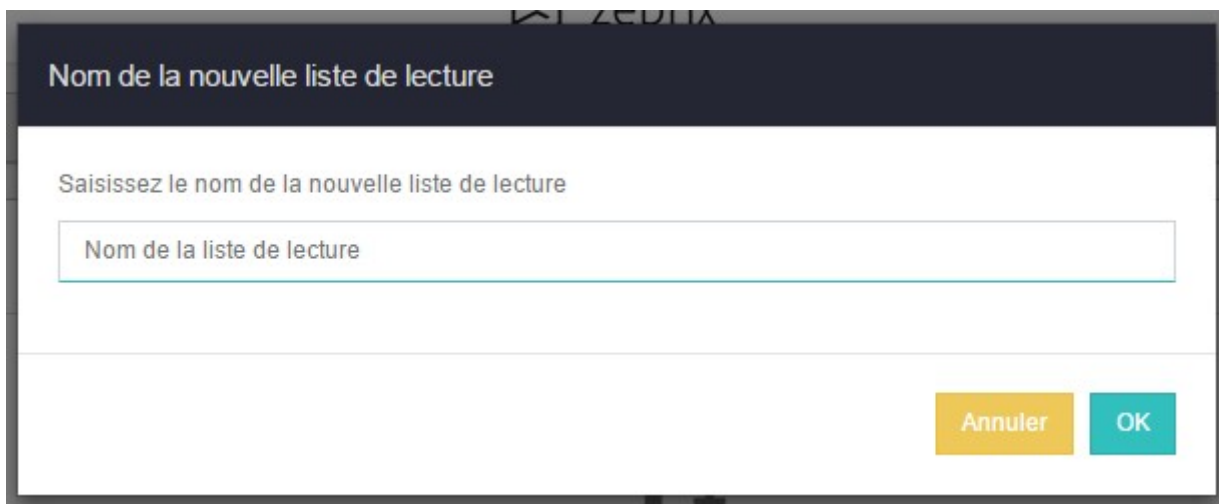 zebrix
Nom de la nouvelle liste de lecture
Saisissez le nom de la nouvelle liste de lecture
Nom de la liste de lecture
Annuler OK